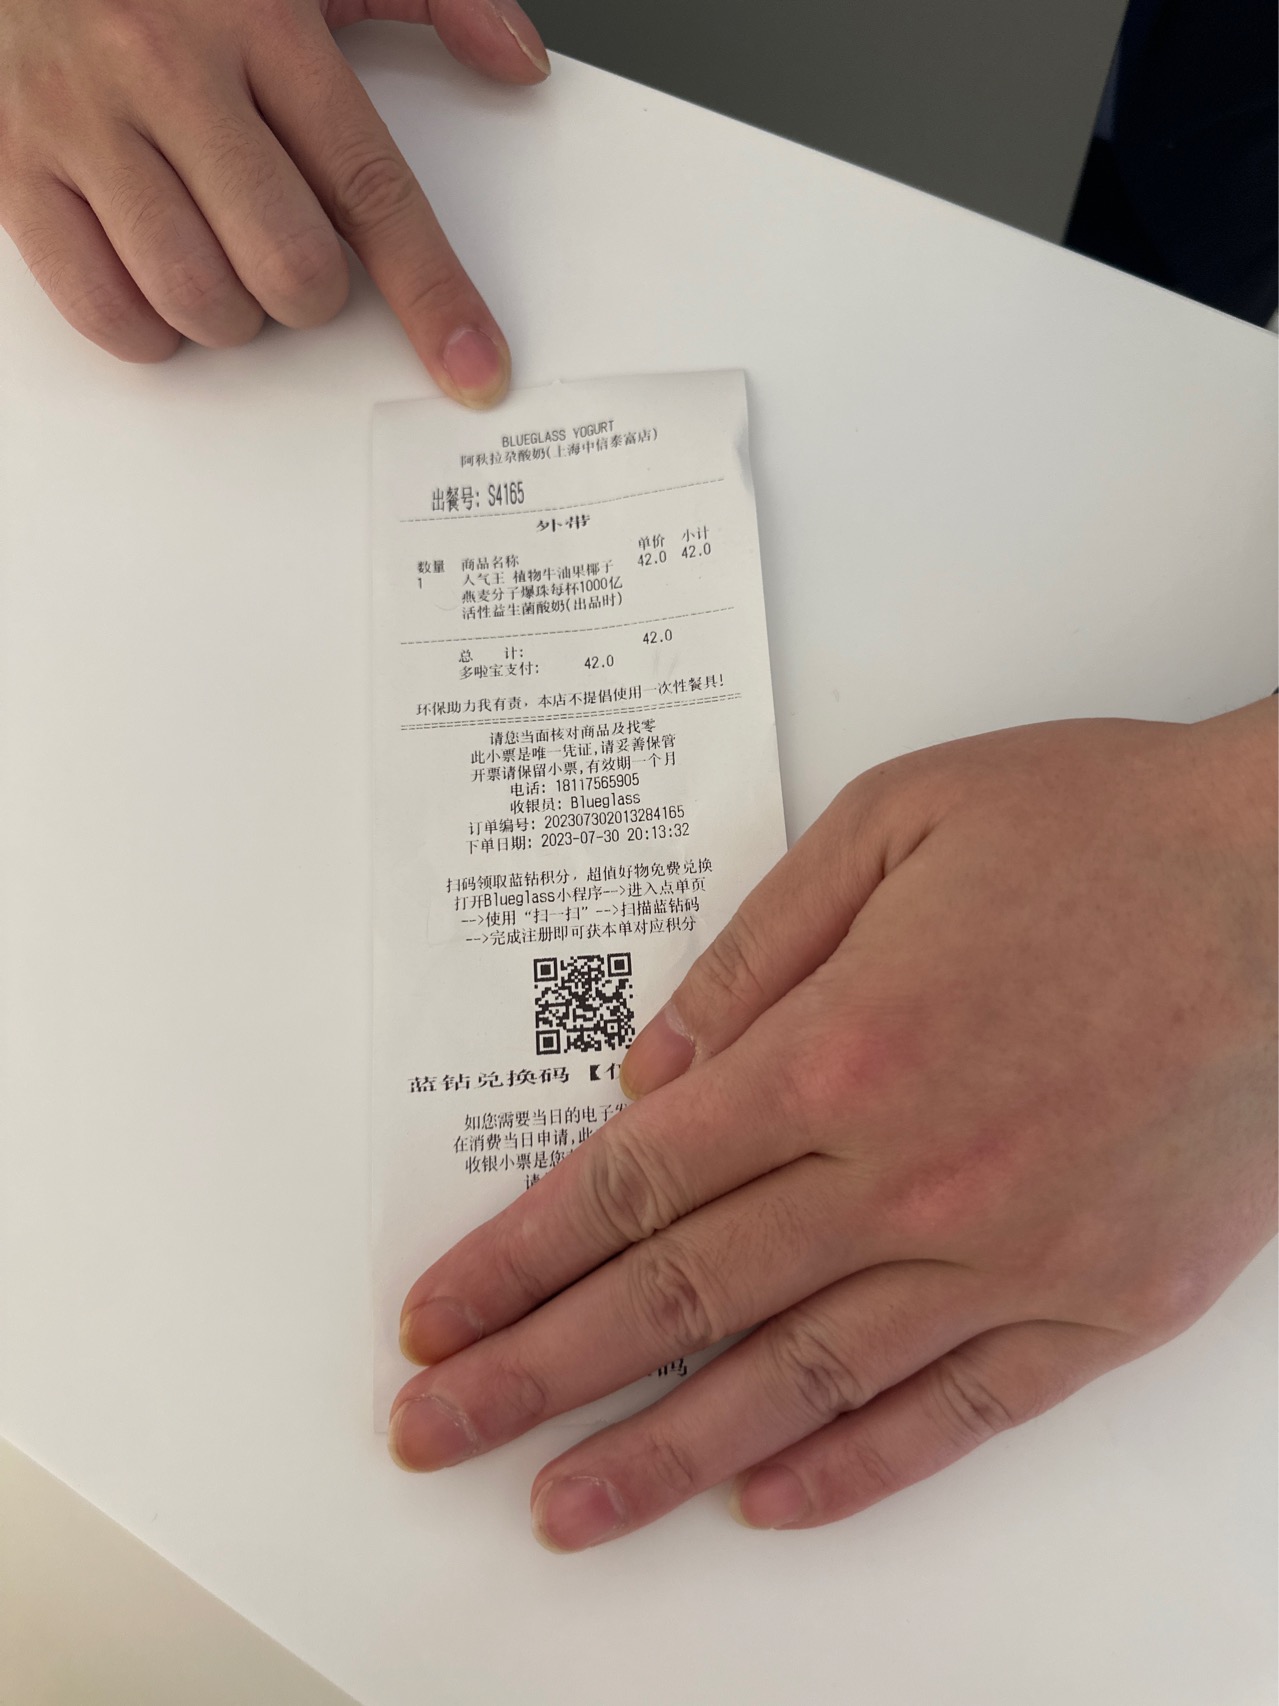 BLUEGLASS YOGURT
阿秋拉尕酸奶(上海中信泰富店)
出餐号: S4165
外带
数量 商品名称 单价 小计
1 人气王 植物牛油果椰子 42.0 42.0
燕麦分子爆珠每杯1000亿
活性益生菌酸奶(出品时)
总 计: 42.0
多啦宝支付: 42.0
环保助力我有责，本店不提倡使用一次性餐具!
请您当面核对商品及找零
此小票是唯一凭证,请妥善保管
开票请保留小票,有效期一个月
电话: 18117565905
收银员: Blueglass
订单编号: 202307302013284165
下单日期: 2023-07-30 20:13:32
扫码领取蓝钻积分，超值好物免费兑换
打开Blueglass小程序-->进入点单页
-->使用“扫一扫”-->扫描蓝钻码
-->完成注册即可获本单对应积分
蓝钻兑换码【
如您需要当日的电子
在消费当日申请,此
收银小票是您
请
码